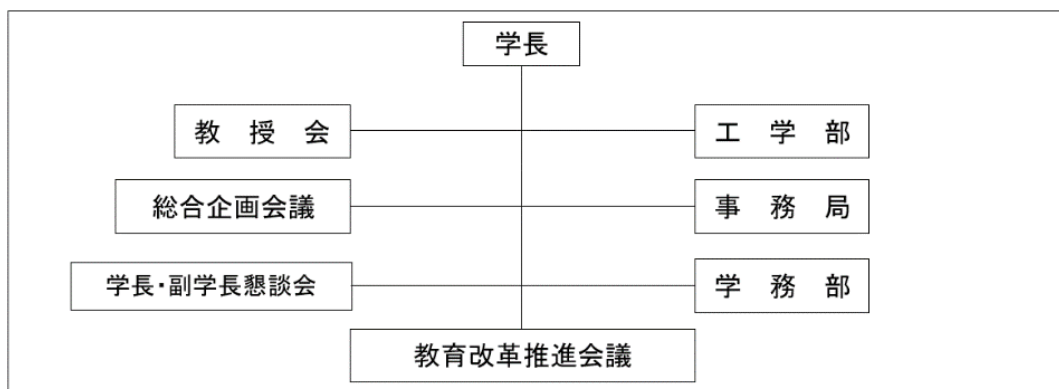 学長
教 授 会
工 学 部
総合企画会議
事 務 局
学長・副学長懇談会
学 務 部
教育改革推進会議